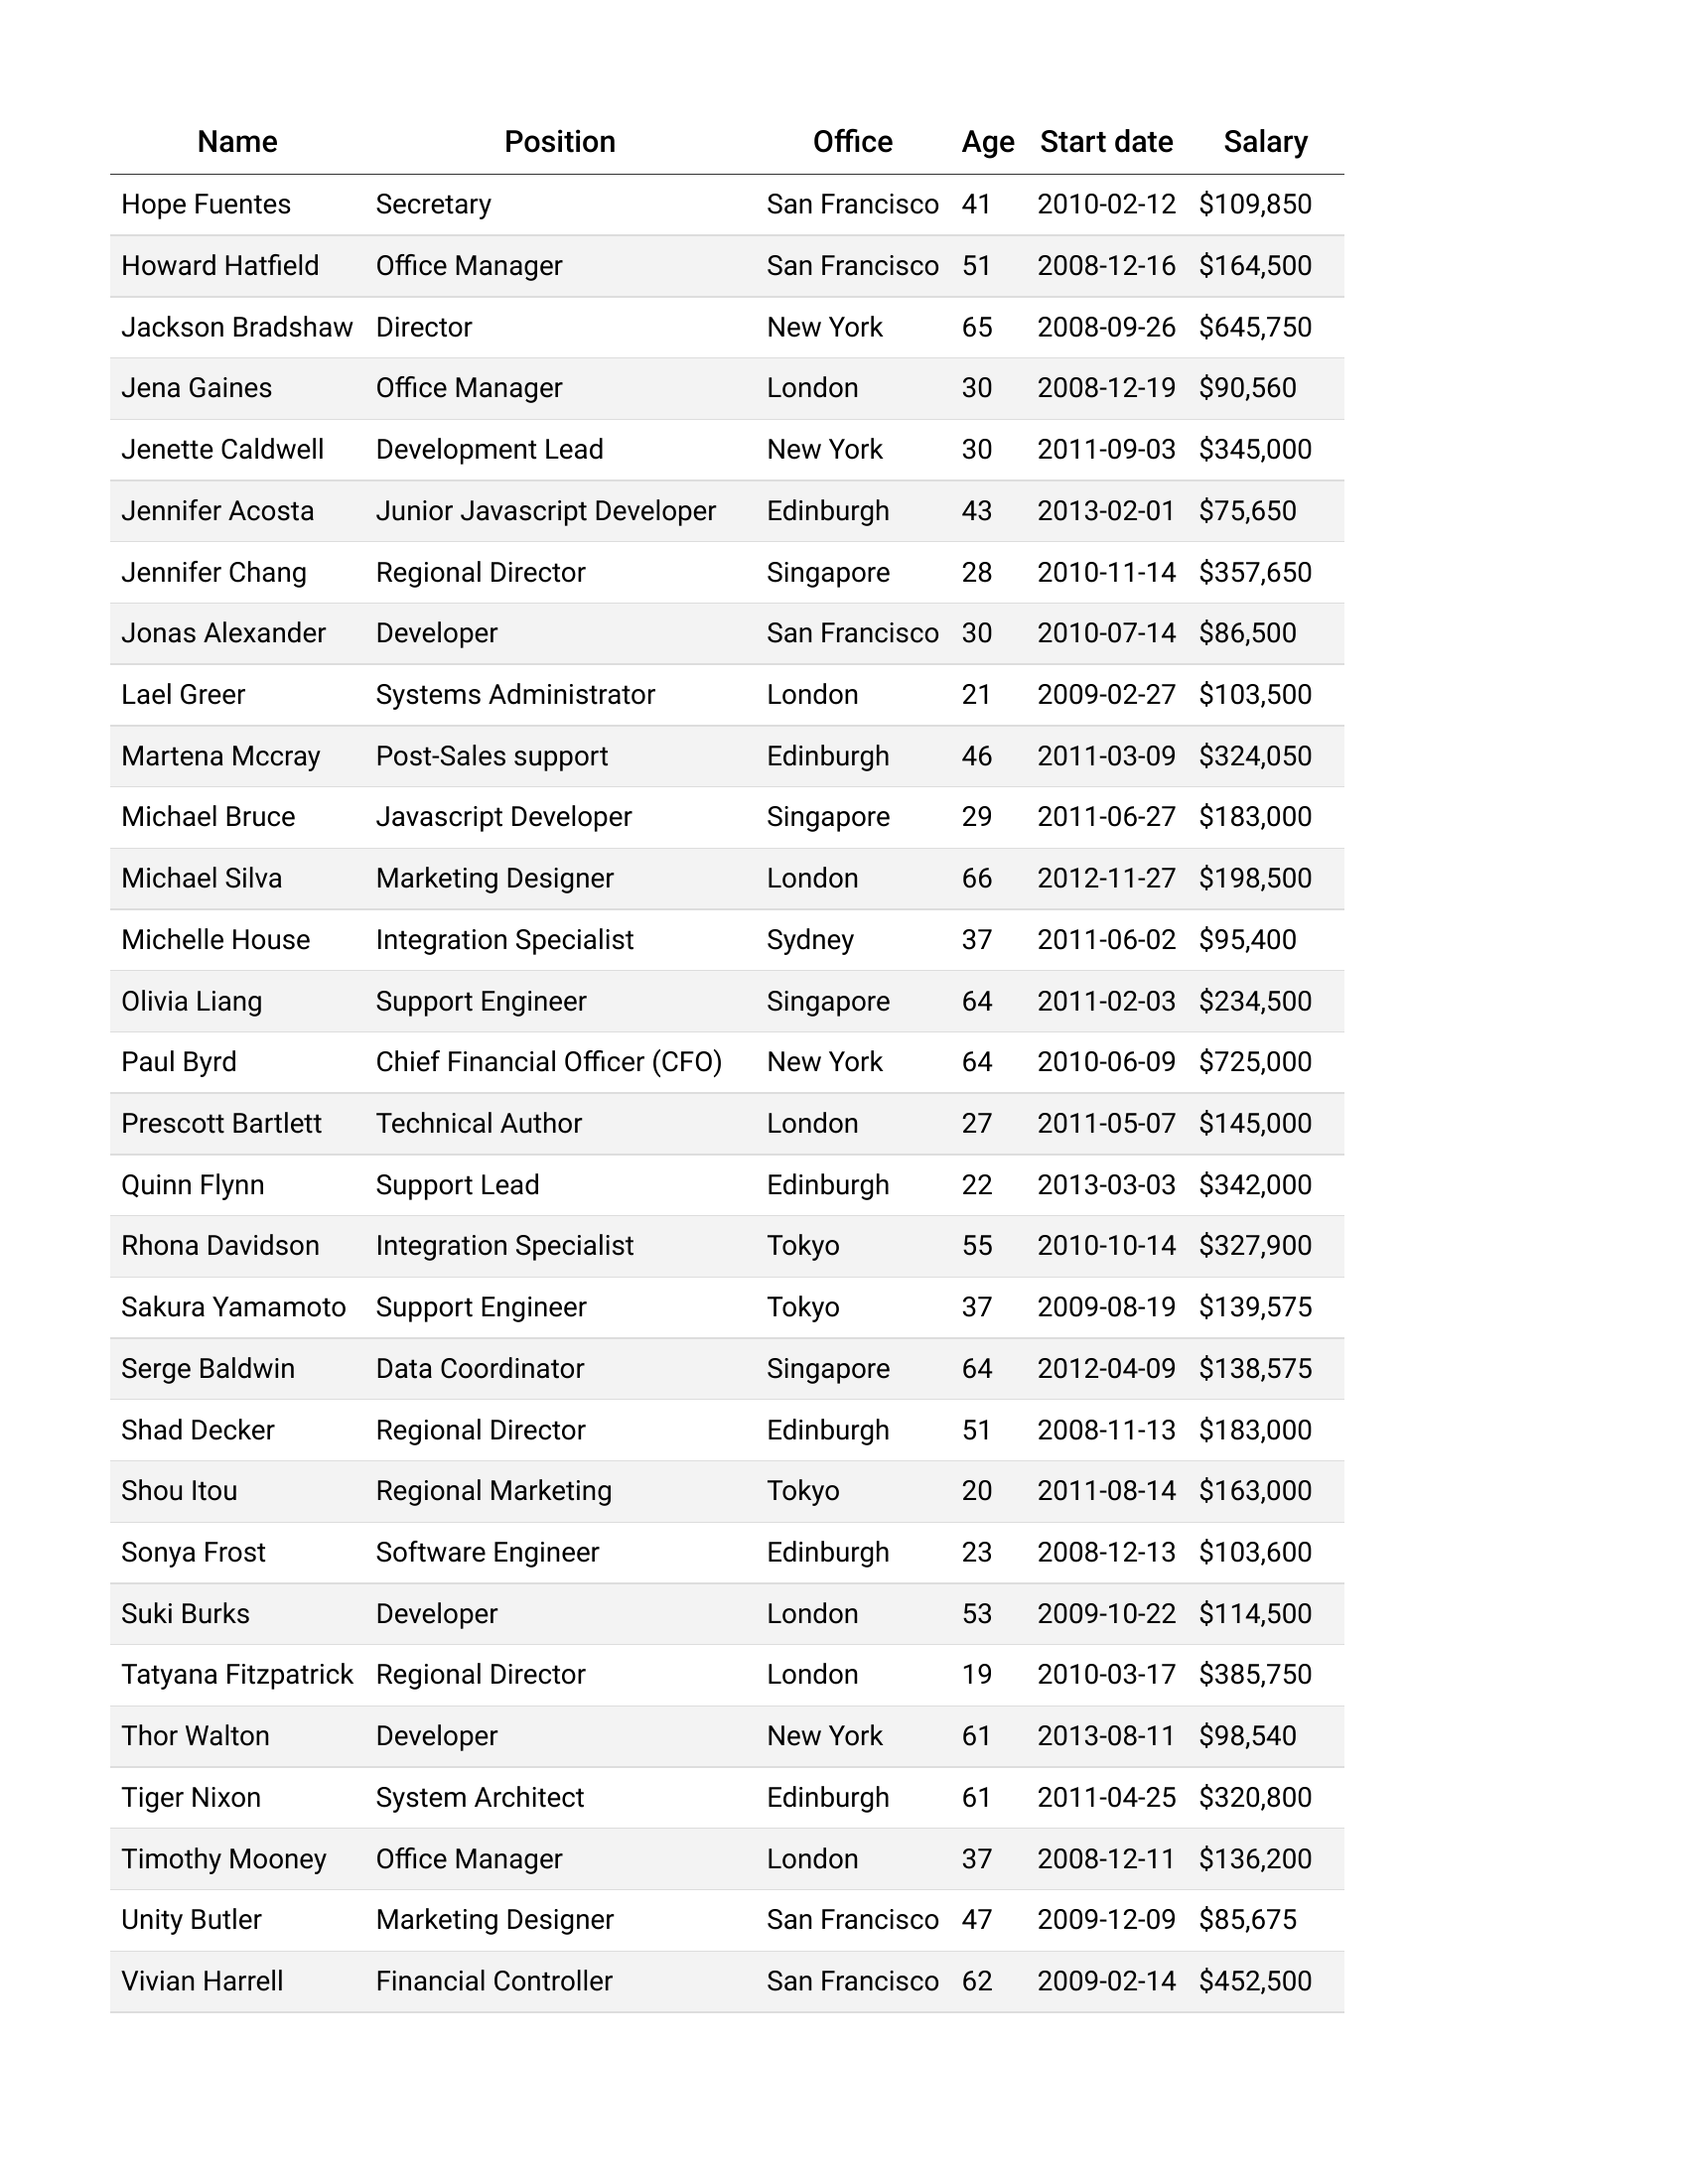 Name Position Office Age Start date Salary
Hope Fuentes Secretary San Francisco 41 2010-02-12 $109,850
Howard Hatfield Office Manager San Francisco 51 2008-12-16 $164,500
Jackson Bradshaw Director New York 65 2008-09-26 $645,750
Jena Gaines Office Manager London 30 2008-12-19 $90,560
Jenette Caldwell Development Lead New York 30 2011-09-03 $345,000
Jennifer Acosta Junior Javascript Developer Edinburgh 43 2013-02-01 $75,650
Jennifer Chang Regional Director Singapore 28 2010-11-14 $357,650
Jonas Alexander Developer San Francisco 30 2010-07-14 $86,500
Lael Greer Systems Administrator London 21 2009-02-27 $103,500
Martena Mccray Post-Sales support Edinburgh 46 2011-03-09 $324,050
Michael Bruce Javascript Developer Singapore 29 2011-06-27 $183,000
Michael Silva Marketing Designer London 66 2012-11-27 $198,500
Michelle House Integration Specialist Sydney 37 2011-06-02 $95,400
Olivia Liang Support Engineer Singapore 64 2011-02-03 $234,500
Paul Byrd Chief Financial Officer (CFO) New York 64 2010-06-09 $725,000
Prescott Bartlett Technical Author London 27 2011-05-07 $145,000
Quinn Flynn Support Lead Edinburgh 22 2013-03-03 $342,000
Rhona Davidson Integration Specialist Tokyo 55 2010-10-14 $327,900
Sakura Yamamoto Support Engineer Tokyo 37 2009-08-19 $139,575
Serge Baldwin Data Coordinator Singapore 64 2012-04-09 $138,575
Shad Decker Regional Director Edinburgh 51 2008-11-13 $183,000
Shou Itou Regional Marketing Tokyo 20 2011-08-14 $163,000
Sonya Frost Software Engineer Edinburgh 23 2008-12-13 $103,600
Suki Burks Developer London 53 2009-10-22 $114,500
Tatyana Fitzpatrick Regional Director London 19 2010-03-17 $385,750
Thor Walton Developer New York 61 2013-08-11 $98,540
Tiger Nixon System Architect Edinburgh 61 2011-04-25 $320,800
Timothy Mooney Office Manager London 37 2008-12-11 $136,200
Unity Butler Marketing Designer San Francisco 47 2009-12-09 $85,675
Vivian Harrell Financial Controller San Francisco 62 2009-02-14 $452,500